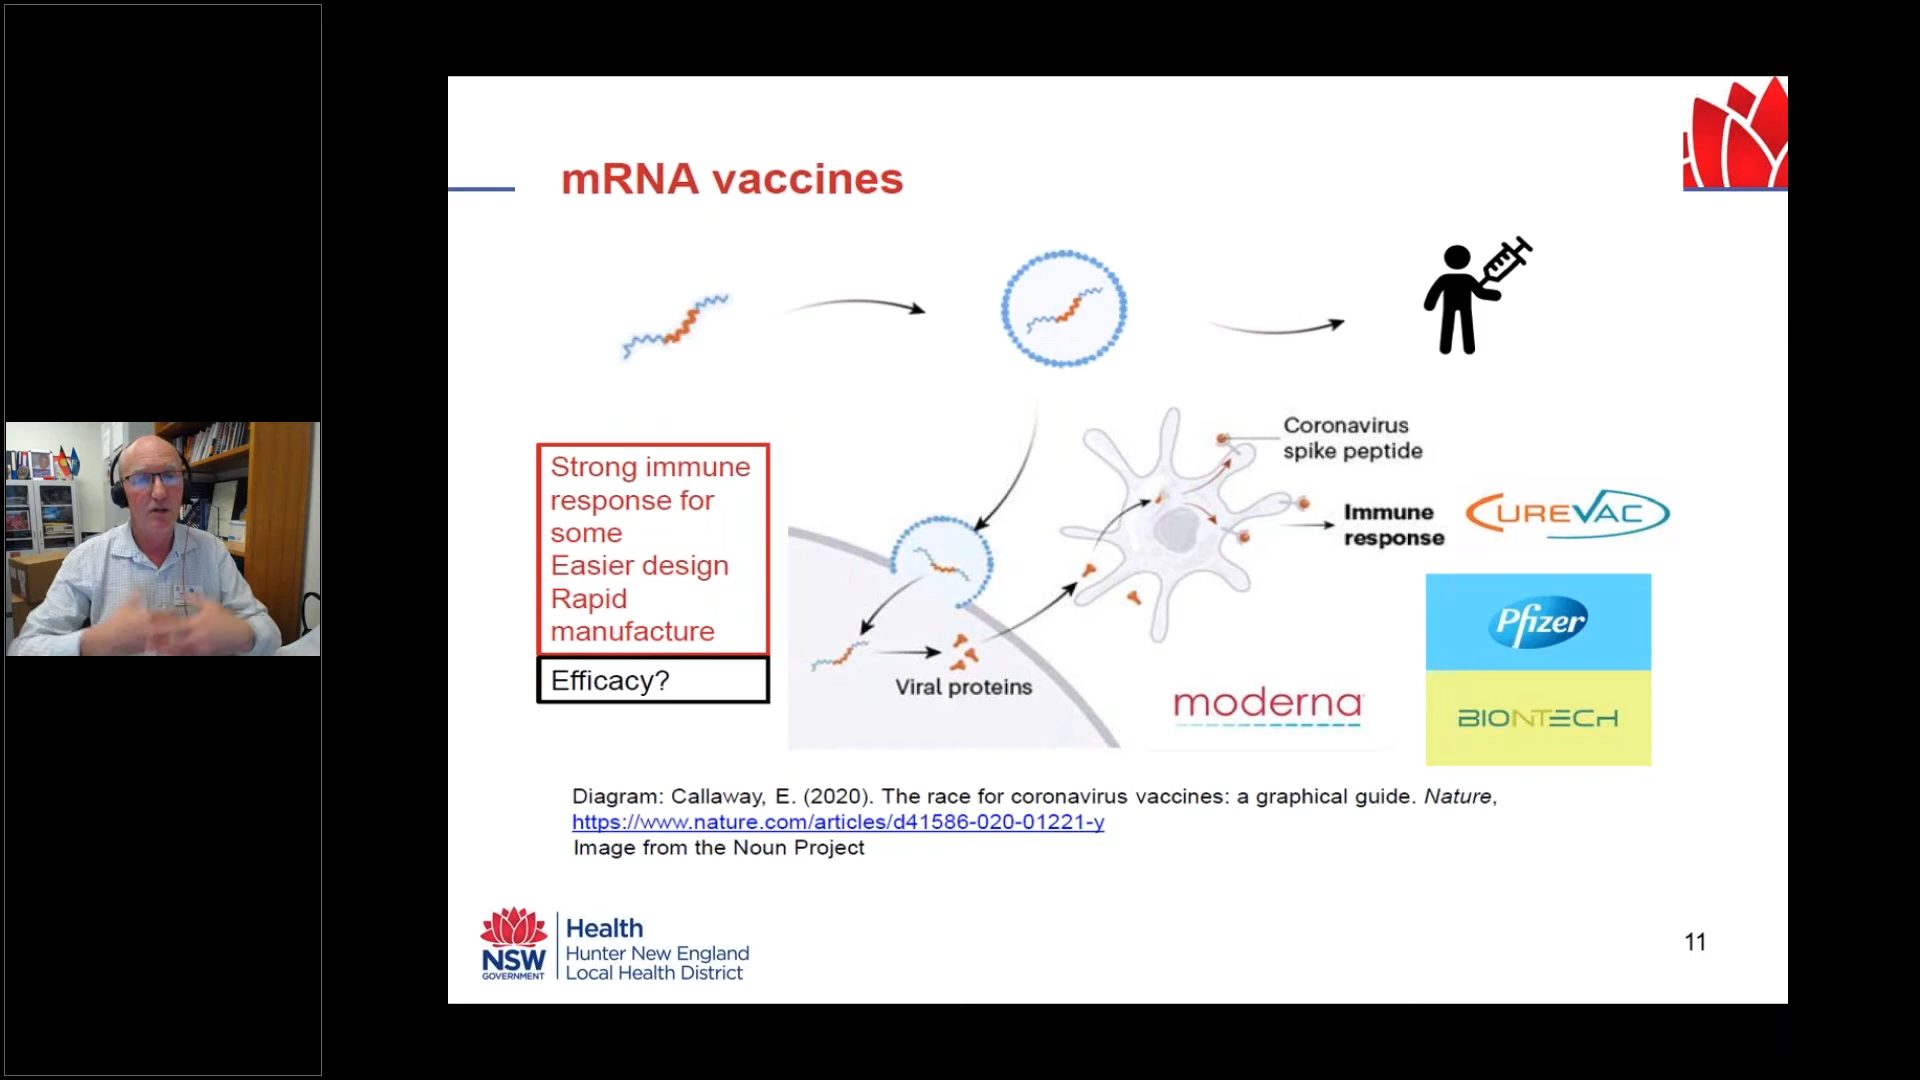 mRNA vaccines
Coronavirus
spike peptide
Strong immune
response for
some
Easier design
Rapid
manufacture
Efficacy?
Immune
response
CUREVAC
Pfizer
BIONTECH
Viral proteins
moderna
Diagram: Callaway, E. (2020). The race for coronavirus vaccines: a graphical guide. Nature,
https://www.nature.com/articles/d41586-020-01221-y
Image from the Noun Project
NSW
GOVERNMENT
Health
Hunter New England
Local Health District
11